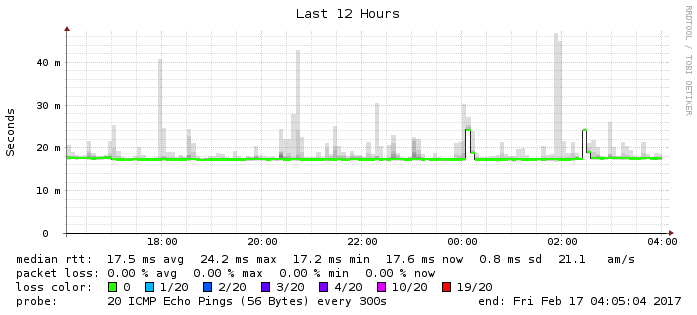 Last 12 Hours
RRDTOOL / TOBI OETIKER
Seconds
40 m
30 m
20 m
10 m
0
18:00 20:00 22:00 00:00 02:00 04:00
median rtt: 17.5 ms avg 24.2 ms max 17.2 ms min 17.6 ms now 0.8 ms sd 21.1 am/s
packet loss: 0.00 % avg 0.00 % max 0.00 % min 0.00 % now
loss color: 0 1/20 2/20 3/20 4/20 10/20 19/20
probe: 20 ICMP Echo Pings (56 Bytes) every 300s end: Fri Feb 17 04:05:04 2017